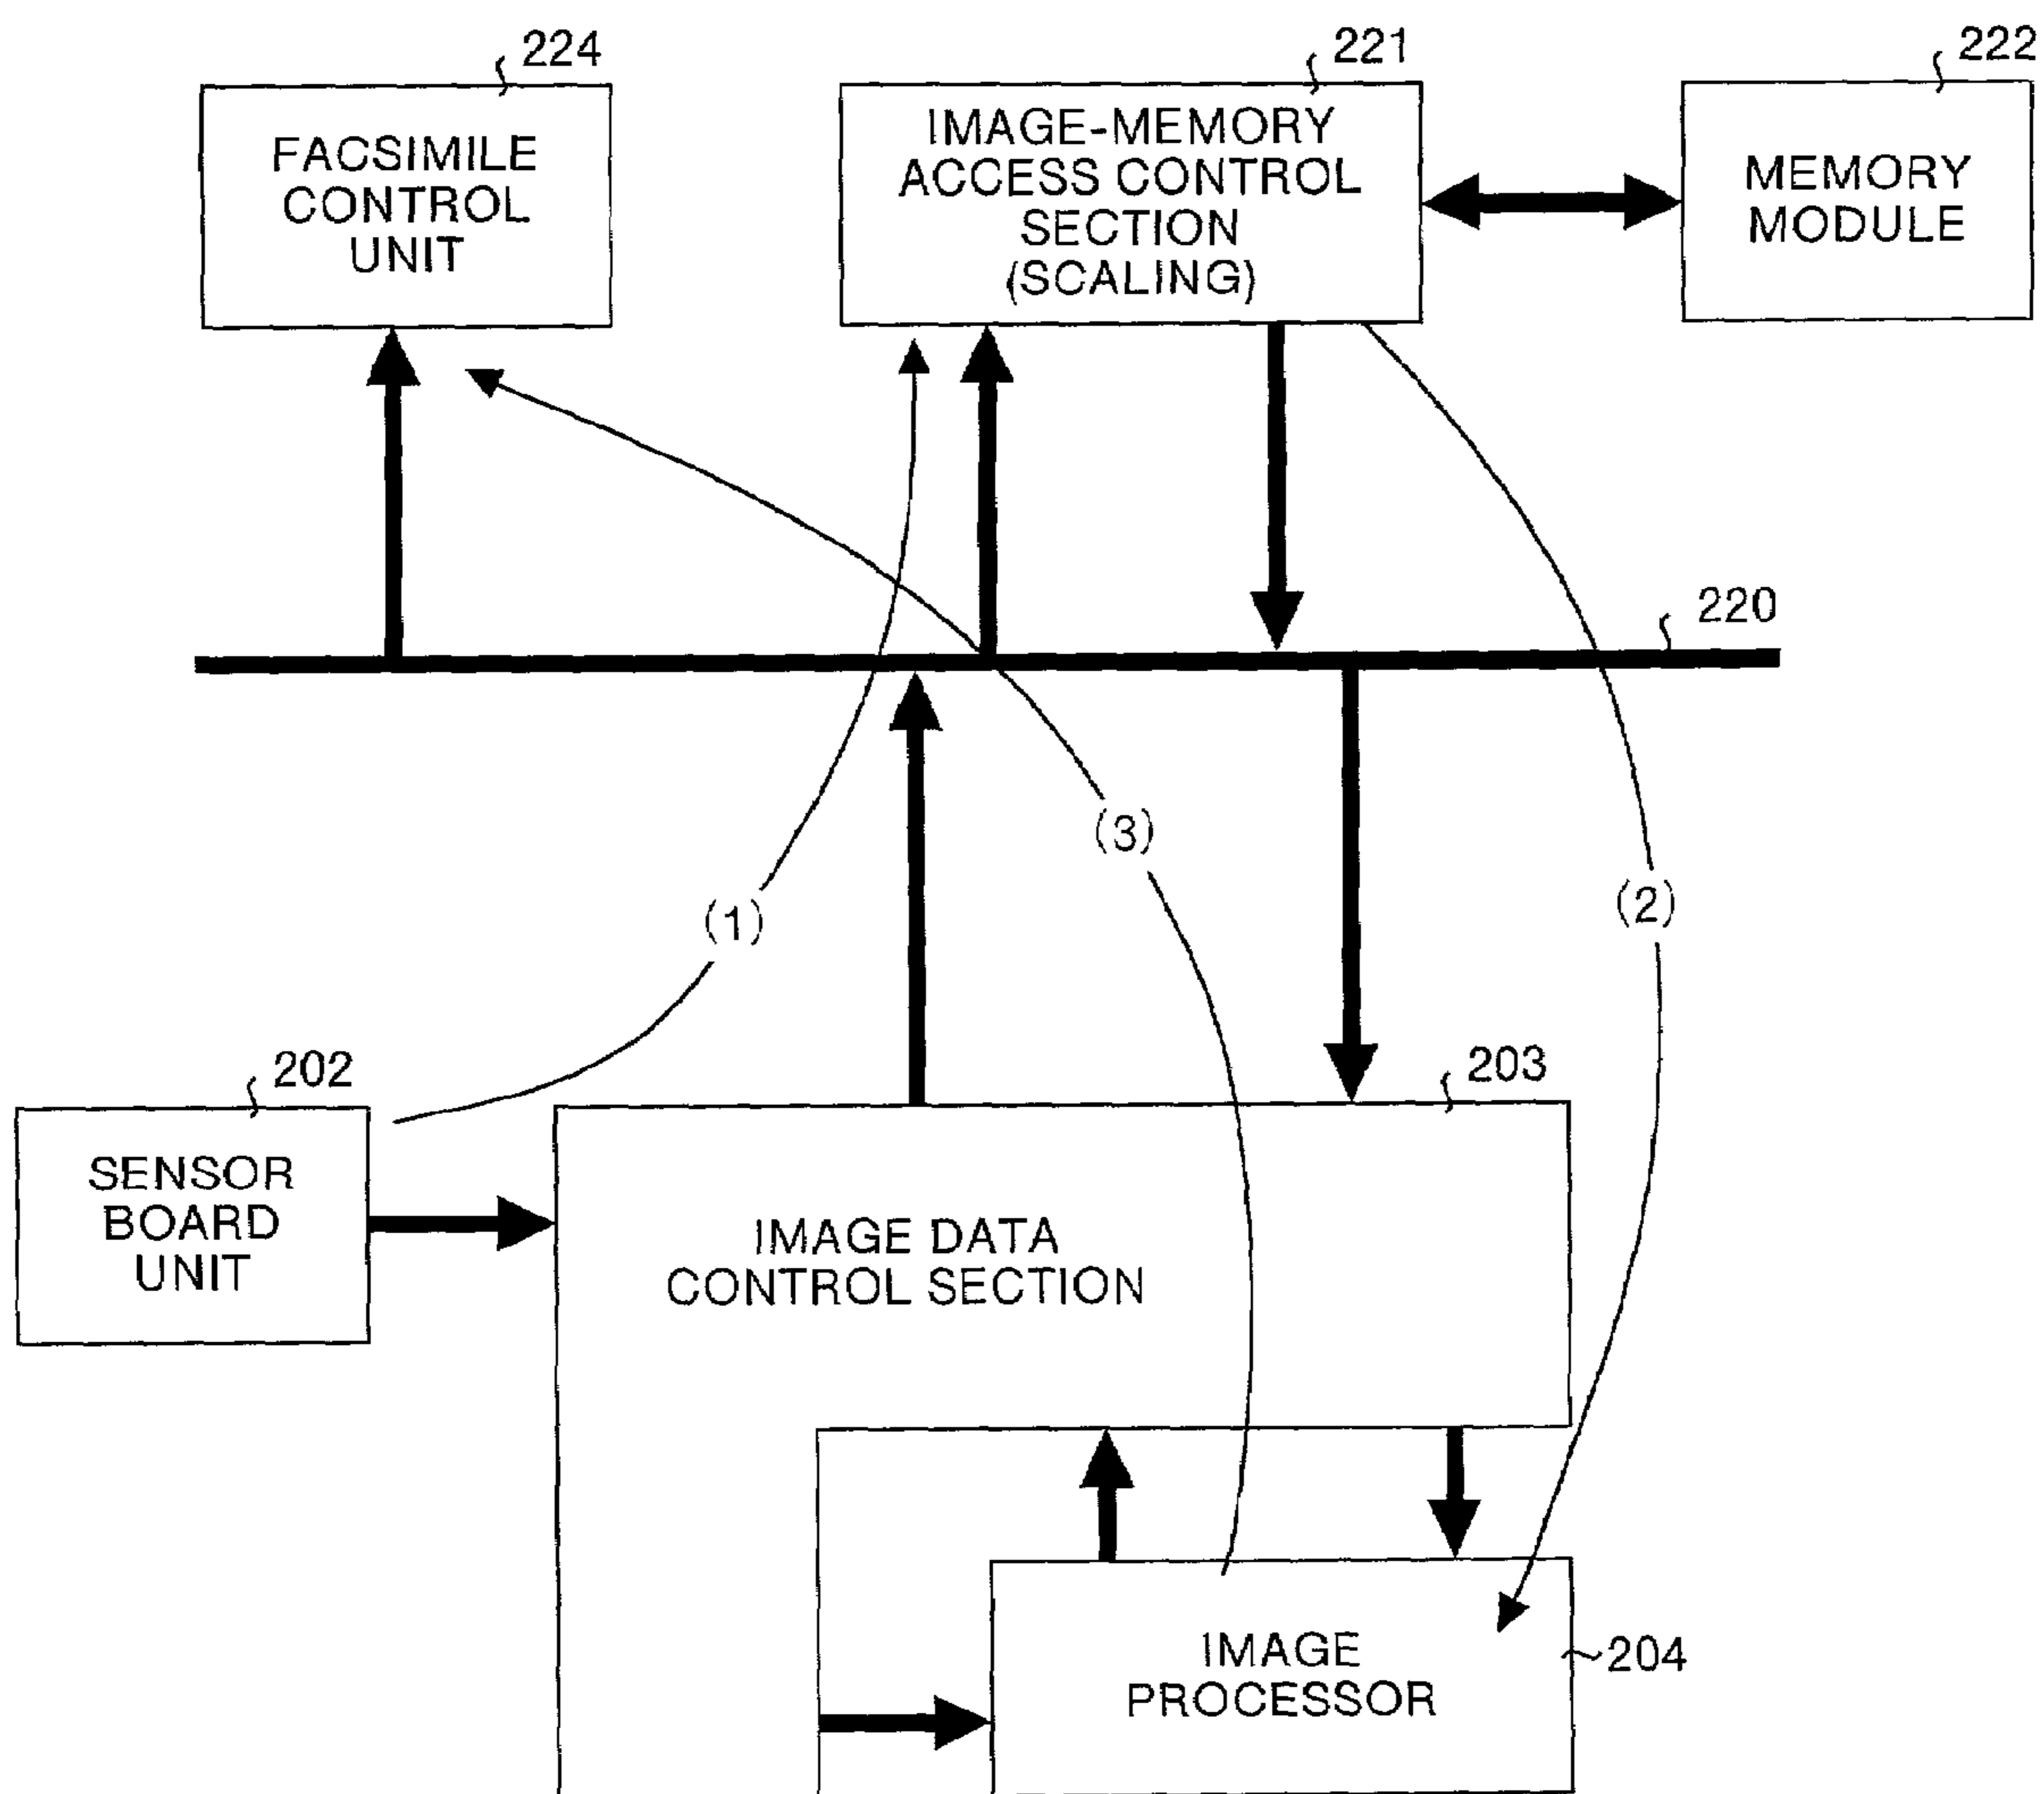 224
221
222
FACSIMILE
CONTROL
UNIT
IMAGE-MEMORY
ACCESS CONTROL
SECTION
(SCALING)
MEMORY
MODULE
220
(3)
(2)
(1)
202
203
SENSOR
BOARD
UNIT
IMAGE DATA
CONTROL SECTION
IMAGE
PROCESSOR
204